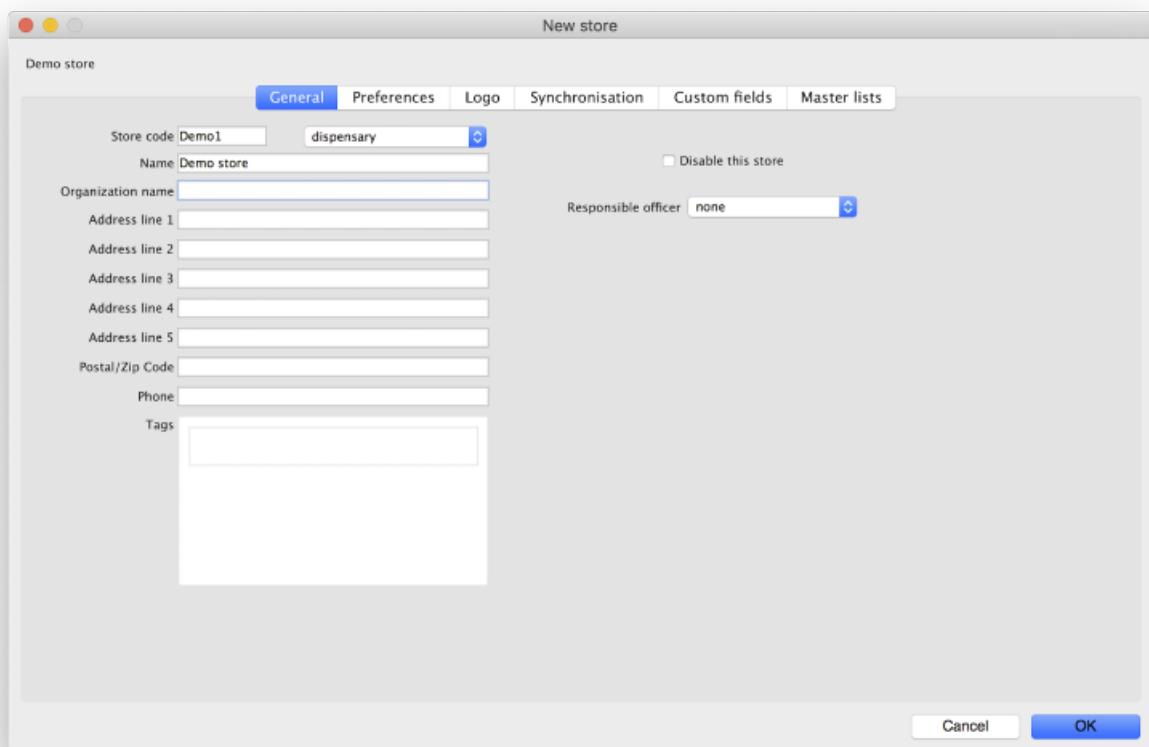 New store
Demo store
General Preferences Logo Synchronisation Custom fields Master lists
Store code Demo1 dispensary
Name Demo store
Disable this store
Organization name
Responsible officer none
Address line 1
Address line 2
Address line 3
Address line 4
Address line 5
Postal/Zip Code
Phone
Tags
Cancel OK